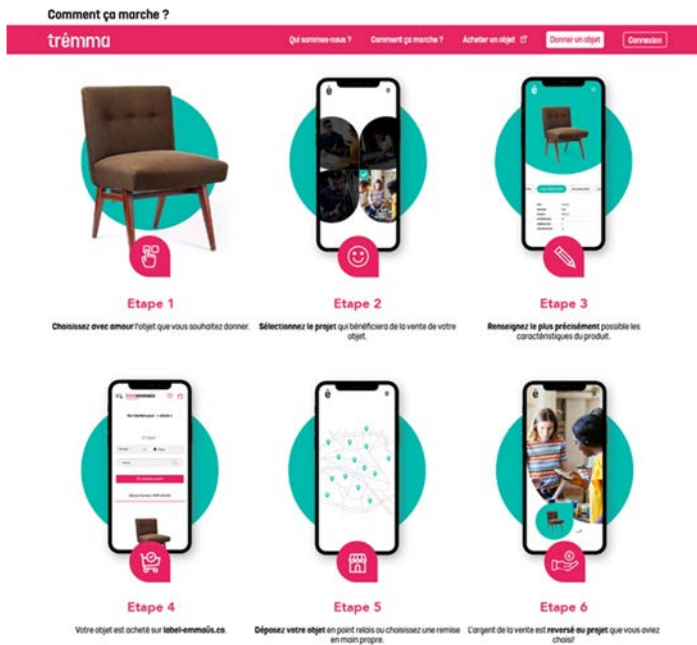 Comment ça marche ?
trëmma
Qui sommes-nous ?
Comment ça marche ?
Acheter un objet
Donner un objet
Connexion
Etape 1
Choisissez avec amour l'objet que vous souhaitez donner.
Etape 2
Sélectionnez le projet qui bénéficiera de la vente de votre
objet.
Etape 3
Renseignez le plus précisément possible les
caractéristiques du produit.
Etape 4
Votre objet est acheté sur label-emmaüs.co.
Etape 5
Déposez votre objet en point relais ou choisissez une remise
en main propre.
Etape 6
L'argent de la vente est reversé au projet que vous aviez
choisi!